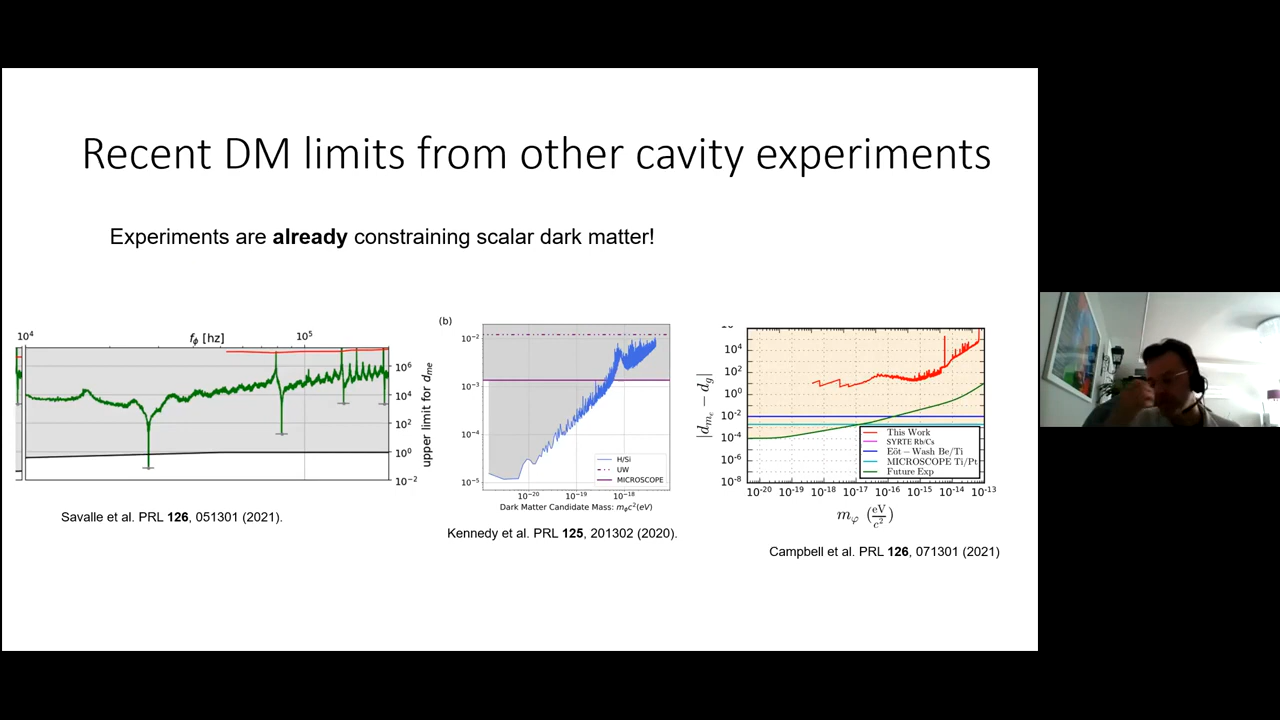 Recent DM limits from other cavity experiments
Experiments are already constraining scalar dark matter!
10⁴
f_ϕ [hz]
10⁵
10⁶
10⁴
10²
10⁰
10⁻²
upper limit for d_me
Savalle et al. PRL 126, 051301 (2021).
(b)
10⁻²
10⁻³
10⁻⁴
10⁻⁵
H/Si
UW
MICROSCOPE
10⁻²⁰ 10⁻¹⁹ 10⁻¹⁸
Dark Matter Candidate Mass: m_ϕc²(eV)
Kennedy et al. PRL 125, 201302 (2020).
|d_{m_e} − d_g|
10⁴
10²
10⁰
10⁻²
10⁻⁴
10⁻⁶
10⁻⁸
This Work
SYRTE Rb/Cs
Eöt−Wash Be/Ti
MICROSCOPE Ti/Pt
Future Exp
10⁻²⁰ 10⁻¹⁹ 10⁻¹⁸ 10⁻¹⁷ 10⁻¹⁶ 10⁻¹⁵ 10⁻¹⁴ 10⁻¹³
m_φ (eV/c²)
Campbell et al. PRL 126, 071301 (2021)